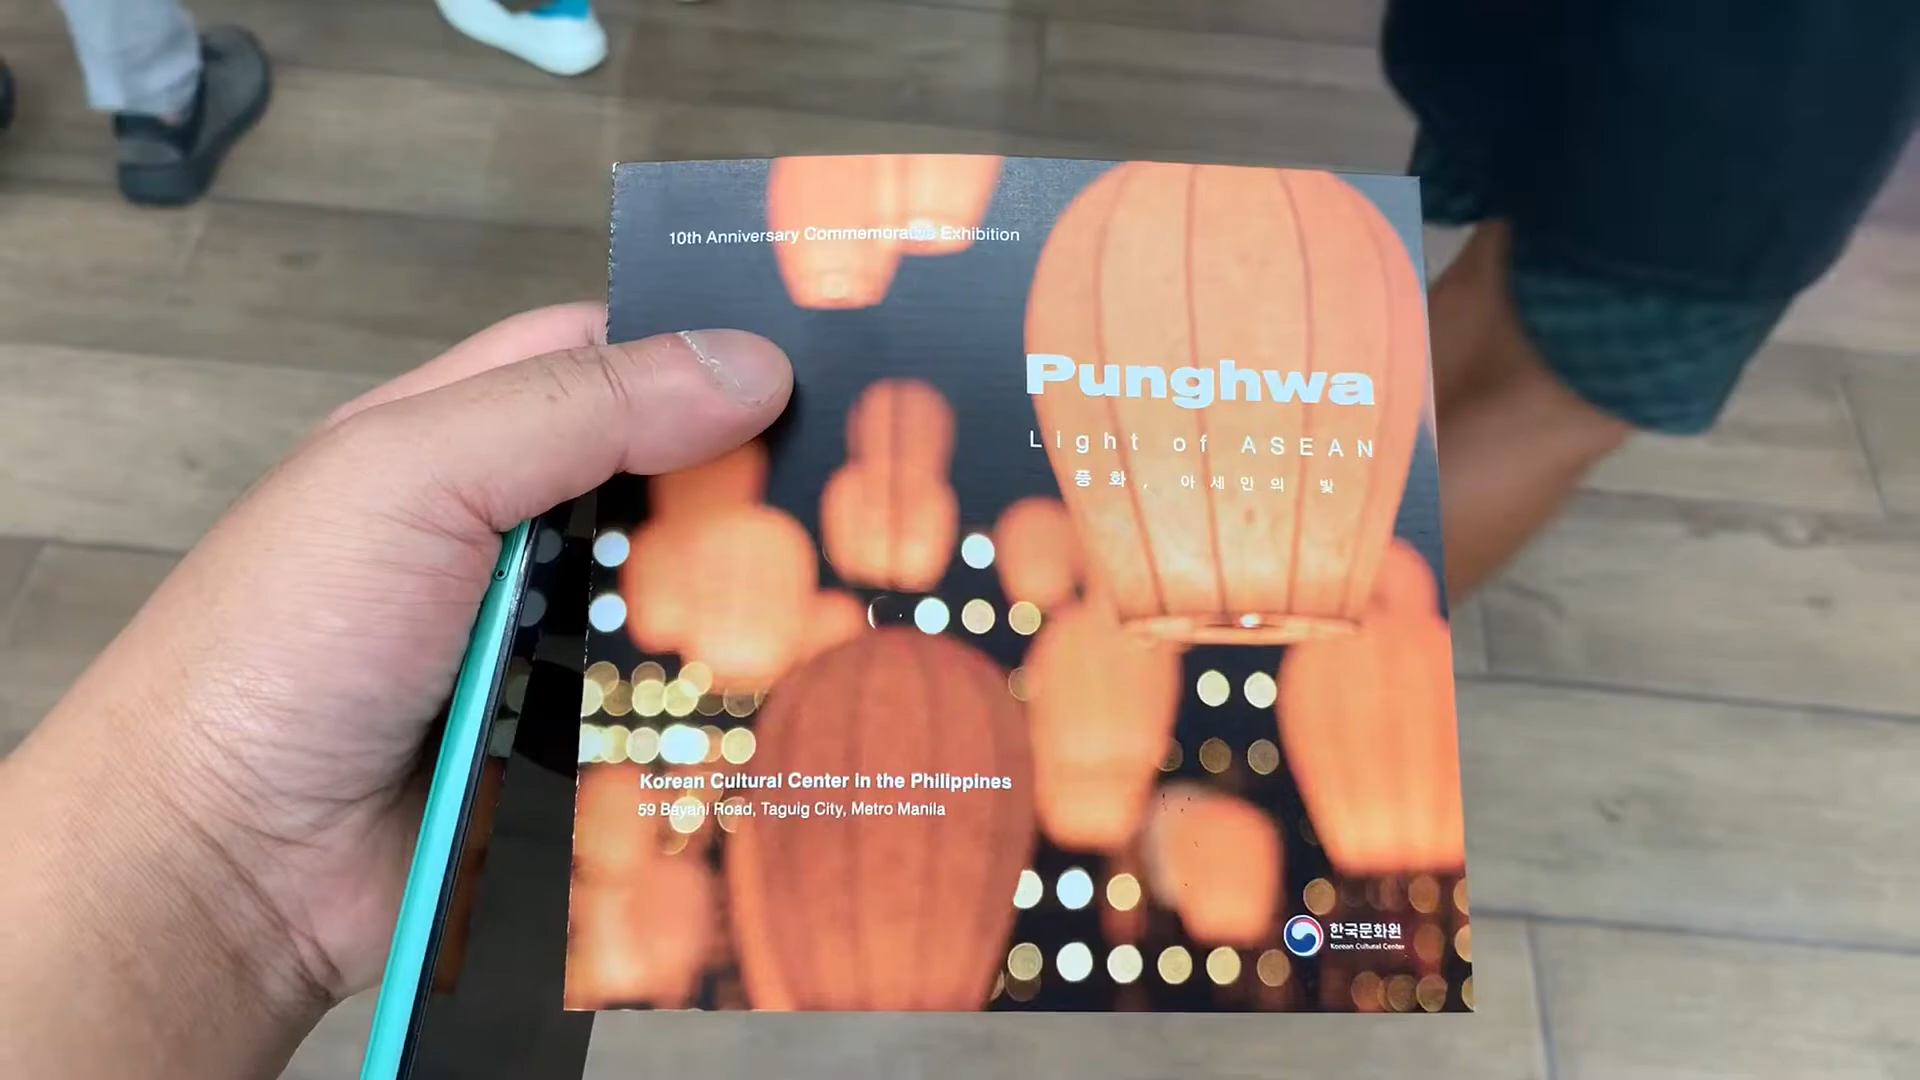 10th Anniversary Commemorative Exhibition
Punghwa
Light of ASEAN
풍화, 아세안의 빛
Korean Cultural Center in the Philippines
59 Bayani Road, Taguig City, Metro Manila
한국문화원
Korean Cultural Center